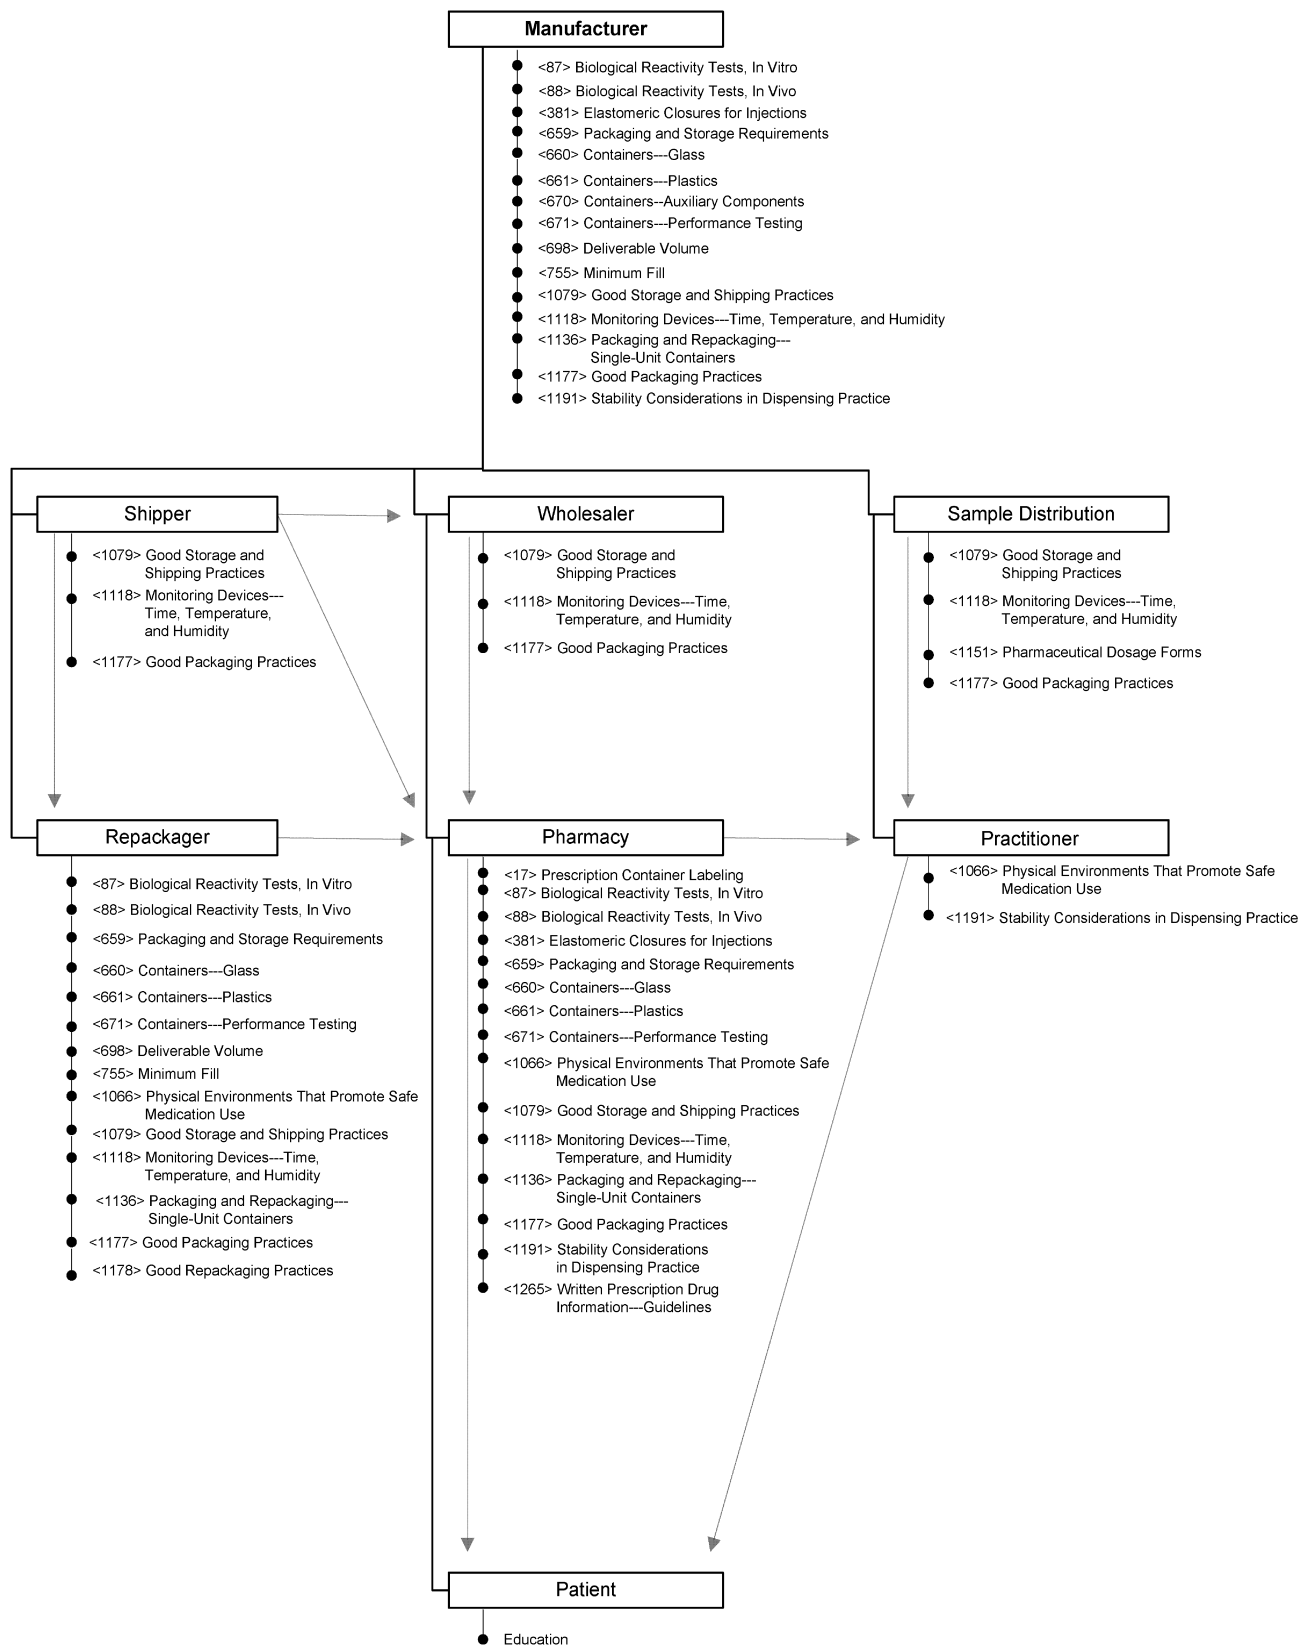 Manufacturer
<87> Biological Reactivity Tests, In Vitro
<88> Biological Reactivity Tests, In Vivo
<381> Elastomeric Closures for Injections
<659> Packaging and Storage Requirements
<660> Containers---Glass
<661> Containers---Plastics
<670> Containers--Auxiliary Components
<671> Containers---Performance Testing
<698> Deliverable Volume
<755> Minimum Fill
<1079> Good Storage and Shipping Practices
<1118> Monitoring Devices---Time, Temperature, and Humidity
<1136> Packaging and Repackaging---
Single-Unit Containers
<1177> Good Packaging Practices
<1191> Stability Considerations in Dispensing Practice
Shipper
<1079> Good Storage and
Shipping Practices
<1118> Monitoring Devices---
Time, Temperature,
and Humidity
<1177> Good Packaging Practices
Wholesaler
<1079> Good Storage and
Shipping Practices
<1118> Monitoring Devices---Time,
Temperature, and Humidity
<1177> Good Packaging Practices
Sample Distribution
<1079> Good Storage and
Shipping Practices
<1118> Monitoring Devices---Time,
Temperature, and Humidity
<1151> Pharmaceutical Dosage Forms
<1177> Good Packaging Practices
Repackager
<87> Biological Reactivity Tests, In Vitro
<88> Biological Reactivity Tests, In Vivo
<659> Packaging and Storage Requirements
<660> Containers---Glass
<661> Containers---Plastics
<671> Containers---Performance Testing
<698> Deliverable Volume
<755> Minimum Fill
<1066> Physical Environments That Promote Safe
Medication Use
<1079> Good Storage and Shipping Practices
<1118> Monitoring Devices---Time,
Temperature, and Humidity
<1136> Packaging and Repackaging---
Single-Unit Containers
<1177> Good Packaging Practices
<1178> Good Repackaging Practices
Pharmacy
<17> Prescription Container Labeling
<87> Biological Reactivity Tests, In Vitro
<88> Biological Reactivity Tests, In Vivo
<381> Elastomeric Closures for Injections
<659> Packaging and Storage Requirements
<660> Containers---Glass
<661> Containers---Plastics
<671> Containers---Performance Testing
<1066> Physical Environments That Promote Safe
Medication Use
<1079> Good Storage and Shipping Practices
<1118> Monitoring Devices---Time,
Temperature, and Humidity
<1136> Packaging and Repackaging---
Single-Unit Containers
<1177> Good Packaging Practices
<1191> Stability Considerations
in Dispensing Practice
<1265> Written Prescription Drug
Information---Guidelines
Practitioner
<1066> Physical Environments That Promote Safe
Medication Use
<1191> Stability Considerations in Dispensing Practice
Patient
Education